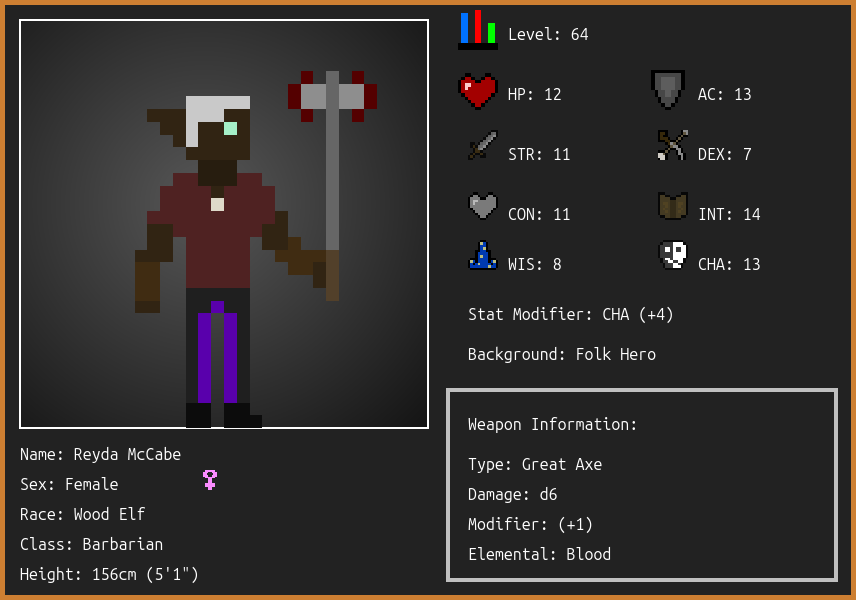 Level: 64
HP: 12
AC: 13
STR: 11
DEX: 7
CON: 11
INT: 14
WIS: 8
CHA: 13
Stat Modifier: CHA (+4)
Background: Folk Hero
Weapon Information:
Type: Great Axe
Damage: d6
Modifier: (+1)
Elemental: Blood
Name: Reyda McCabe
Sex: Female
Race: Wood Elf
Class: Barbarian
Height: 156cm (5'1")